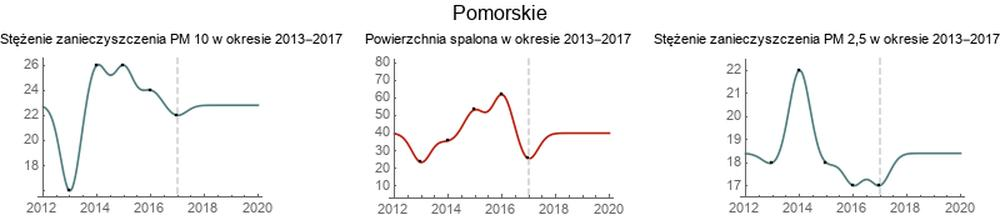 Pomorskie
Stężenie zanieczyszczenia PM 10 w okresie 2013–2017
26
24
22
20
18
2012 2014 2016 2018 2020
Powierzchnia spalona w okresie 2013–2017
80
70
60
50
40
30
20
10
2012 2014 2016 2018 2020
Stężenie zanieczyszczenia PM 2,5 w okresie 2013–2017
22
21
20
19
18
17
2012 2014 2016 2018 2020